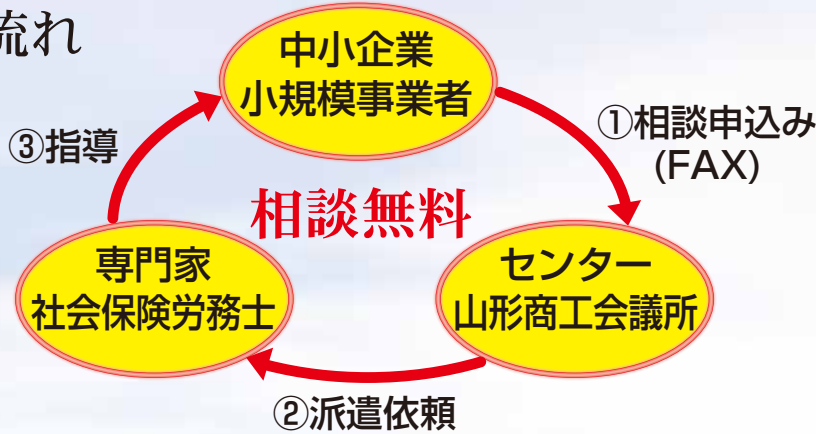 流れ
中小企業
小規模事業者
①相談申込み
(FAX)
③指導
相談無料
専門家
社会保険労務士
センター
山形商工会議所
②派遣依頼